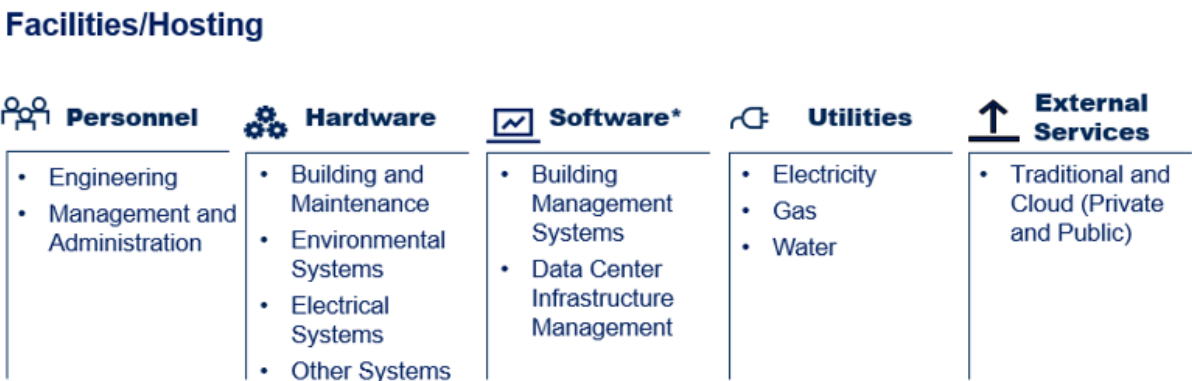 Facilities/Hosting
Personnel
• Engineering
• Management and
Administration
Hardware
• Building and
Maintenance
• Environmental
Systems
• Electrical
Systems
• Other Systems
Software*
• Building
Management
Systems
• Data Center
Infrastructure
Management
Utilities
• Electricity
• Gas
• Water
External
Services
• Traditional and
Cloud (Private
and Public)